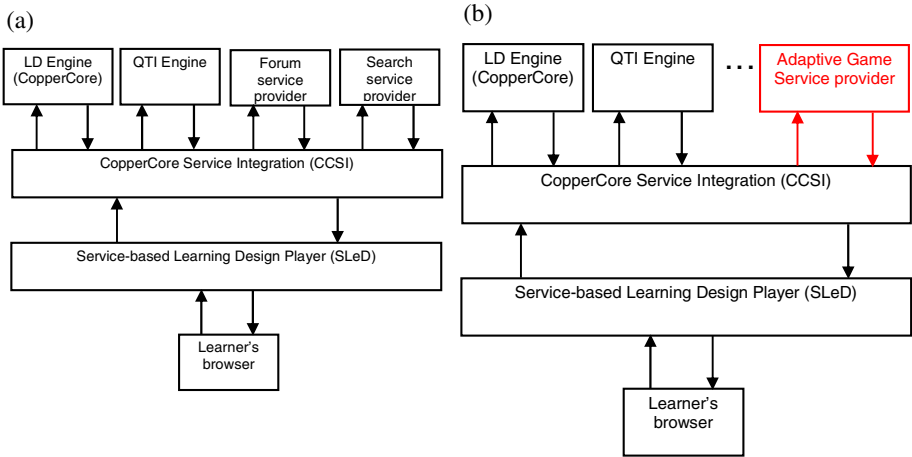 (a)
LD Engine
(CopperCore)
QTI Engine
Forum
service
provider
Search
service
provider
CopperCore Service Integration (CCSI)
Service-based Learning Design Player (SLeD)
Learner's
browser
(b)
LD Engine
(CopperCore)
QTI Engine
...
Adaptive Game
Service provider
CopperCore Service Integration (CCSI)
Service-based Learning Design Player (SLeD)
Learner's
browser